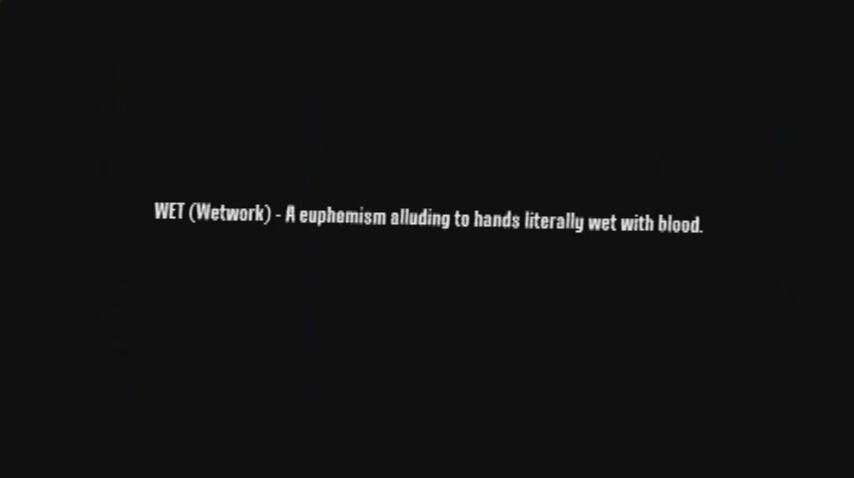 WET (Wetwork) - A euphemism alluding to hands literally wet with blood.